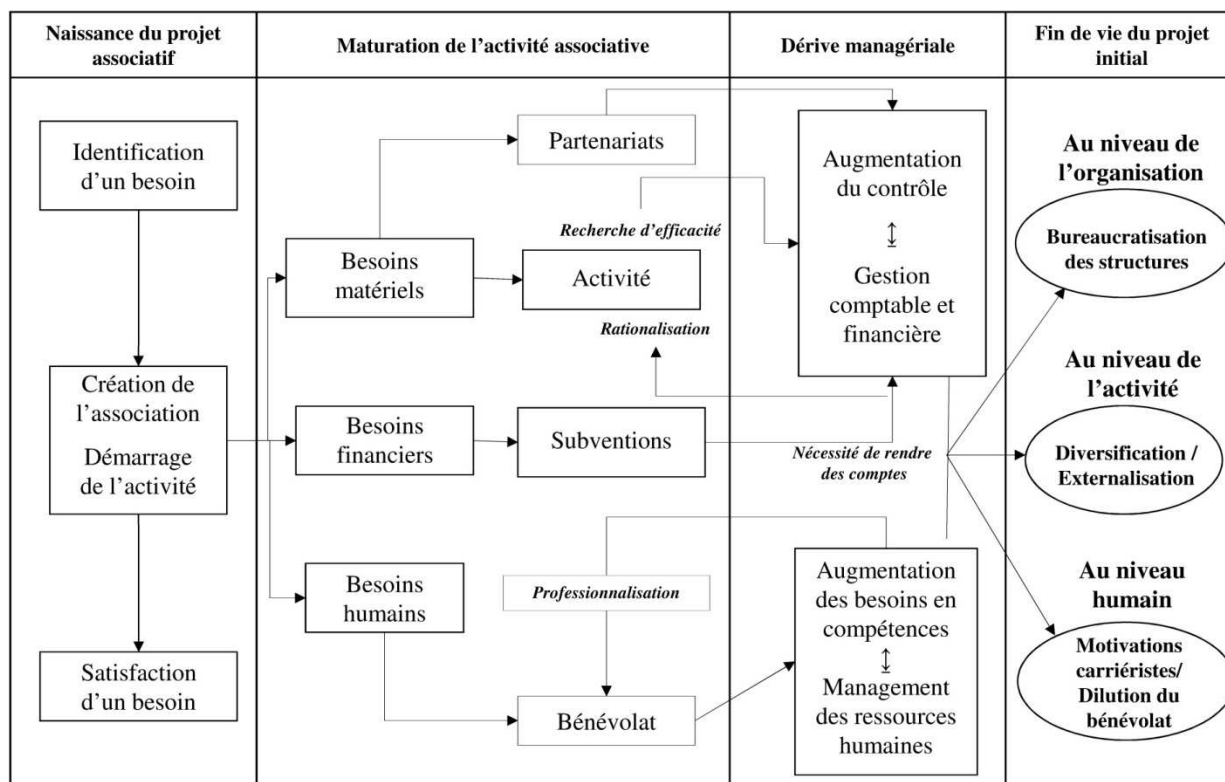 Naissance du projet
associatif
Maturation de l’activité associative
Dérive managériale
Fin de vie du projet
initial
Identification
d’un besoin
Création de
l’association
Démarrage
de l’activité
Satisfaction
d’un besoin
Partenariats
Recherche d’efficacité
Besoins
matériels
Activité
Rationalisation
Besoins
financiers
Subventions
Nécessité de rendre
des comptes
Besoins
humains
Professionnalisation
Bénévolat
Augmentation
du contrôle
Gestion
comptable et
financière
Augmentation
des besoins en
compétences
Management
des ressources
humaines
Au niveau de
l’organisation
Bureaucratisation
des structures
Au niveau de
l’activité
Diversification /
Externalisation
Au niveau
humain
Motivations
carriéristes/
Dilution du
bénévolat